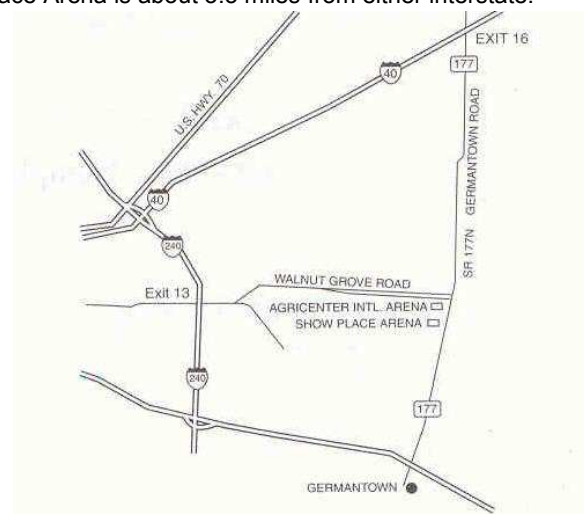 ace Arena is about 6.5 miles from either interstate.
EXIT 16
177
40
U.S. HWY. 70
SR 177N GERMANTOWN ROAD
40
240
WALNUT GROVE ROAD
Exit 13
AGRICENTER INTL. ARENA
SHOW PLACE ARENA
240
177
GERMANTOWN